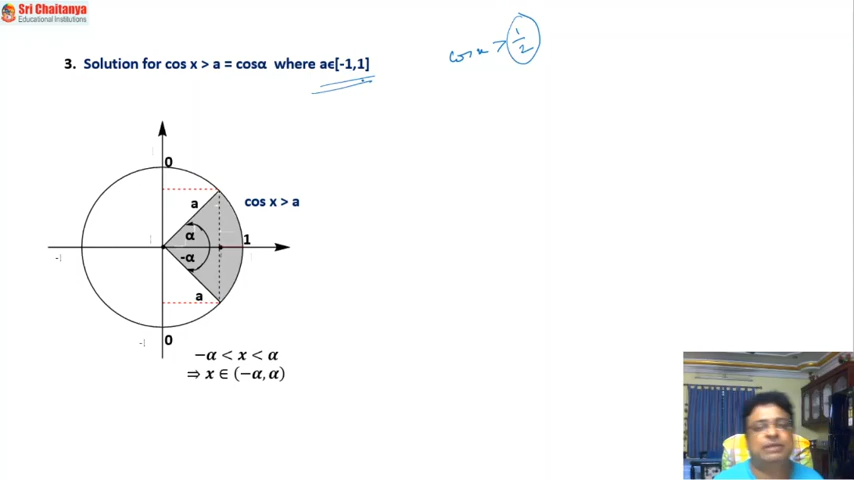 Sri Chaitanya
Educational Institutions
cos x > 1/2
3. Solution for cos x > a = cosα where aϵ[-1,1]
0
a
cos x > a
α
1
-1
-α
a
0
-1
−α < x < α
⇒ x ∈ (−α, α)